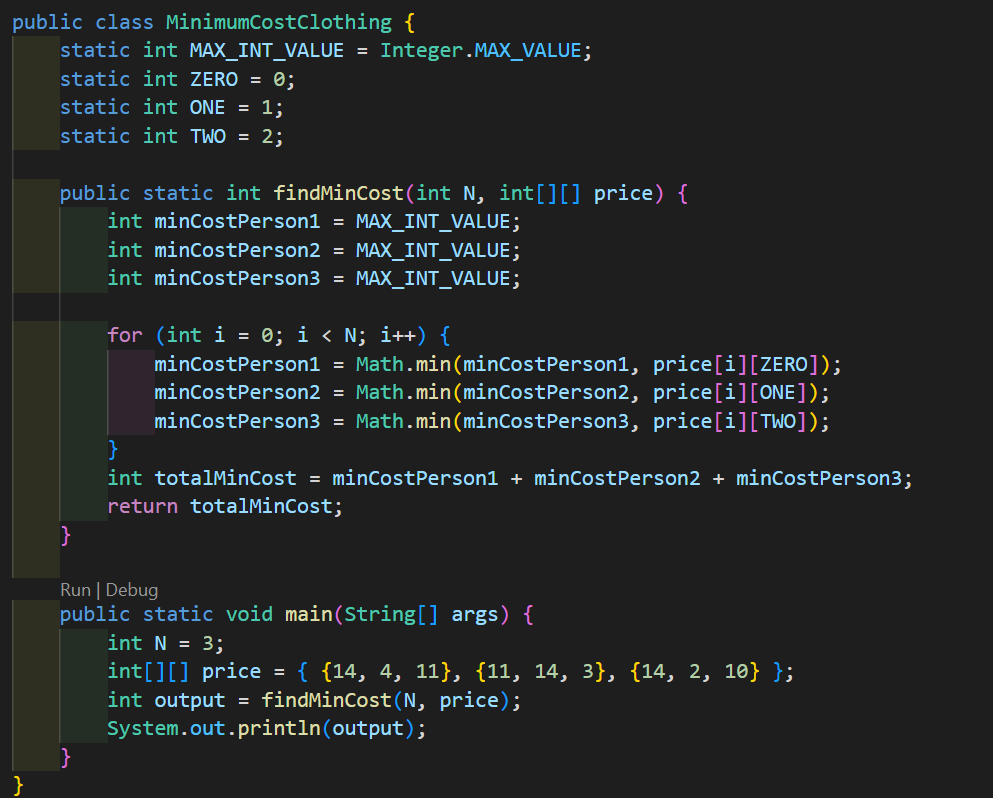 public class MinimumCostClothing {
    static int MAX_INT_VALUE = Integer.MAX_VALUE;
    static int ZERO = 0;
    static int ONE = 1;
    static int TWO = 2;

    public static int findMinCost(int N, int[][] price) {
        int minCostPerson1 = MAX_INT_VALUE;
        int minCostPerson2 = MAX_INT_VALUE;
        int minCostPerson3 = MAX_INT_VALUE;

        for (int i = 0; i < N; i++) {
            minCostPerson1 = Math.min(minCostPerson1, price[i][ZERO]);
            minCostPerson2 = Math.min(minCostPerson2, price[i][ONE]);
            minCostPerson3 = Math.min(minCostPerson3, price[i][TWO]);
        }
        int totalMinCost = minCostPerson1 + minCostPerson2 + minCostPerson3;
        return totalMinCost;
    }

    Run | Debug
    public static void main(String[] args) {
        int N = 3;
        int[][] price = { {14, 4, 11}, {11, 14, 3}, {14, 2, 10} };
        int output = findMinCost(N, price);
        System.out.println(output);
    }
}